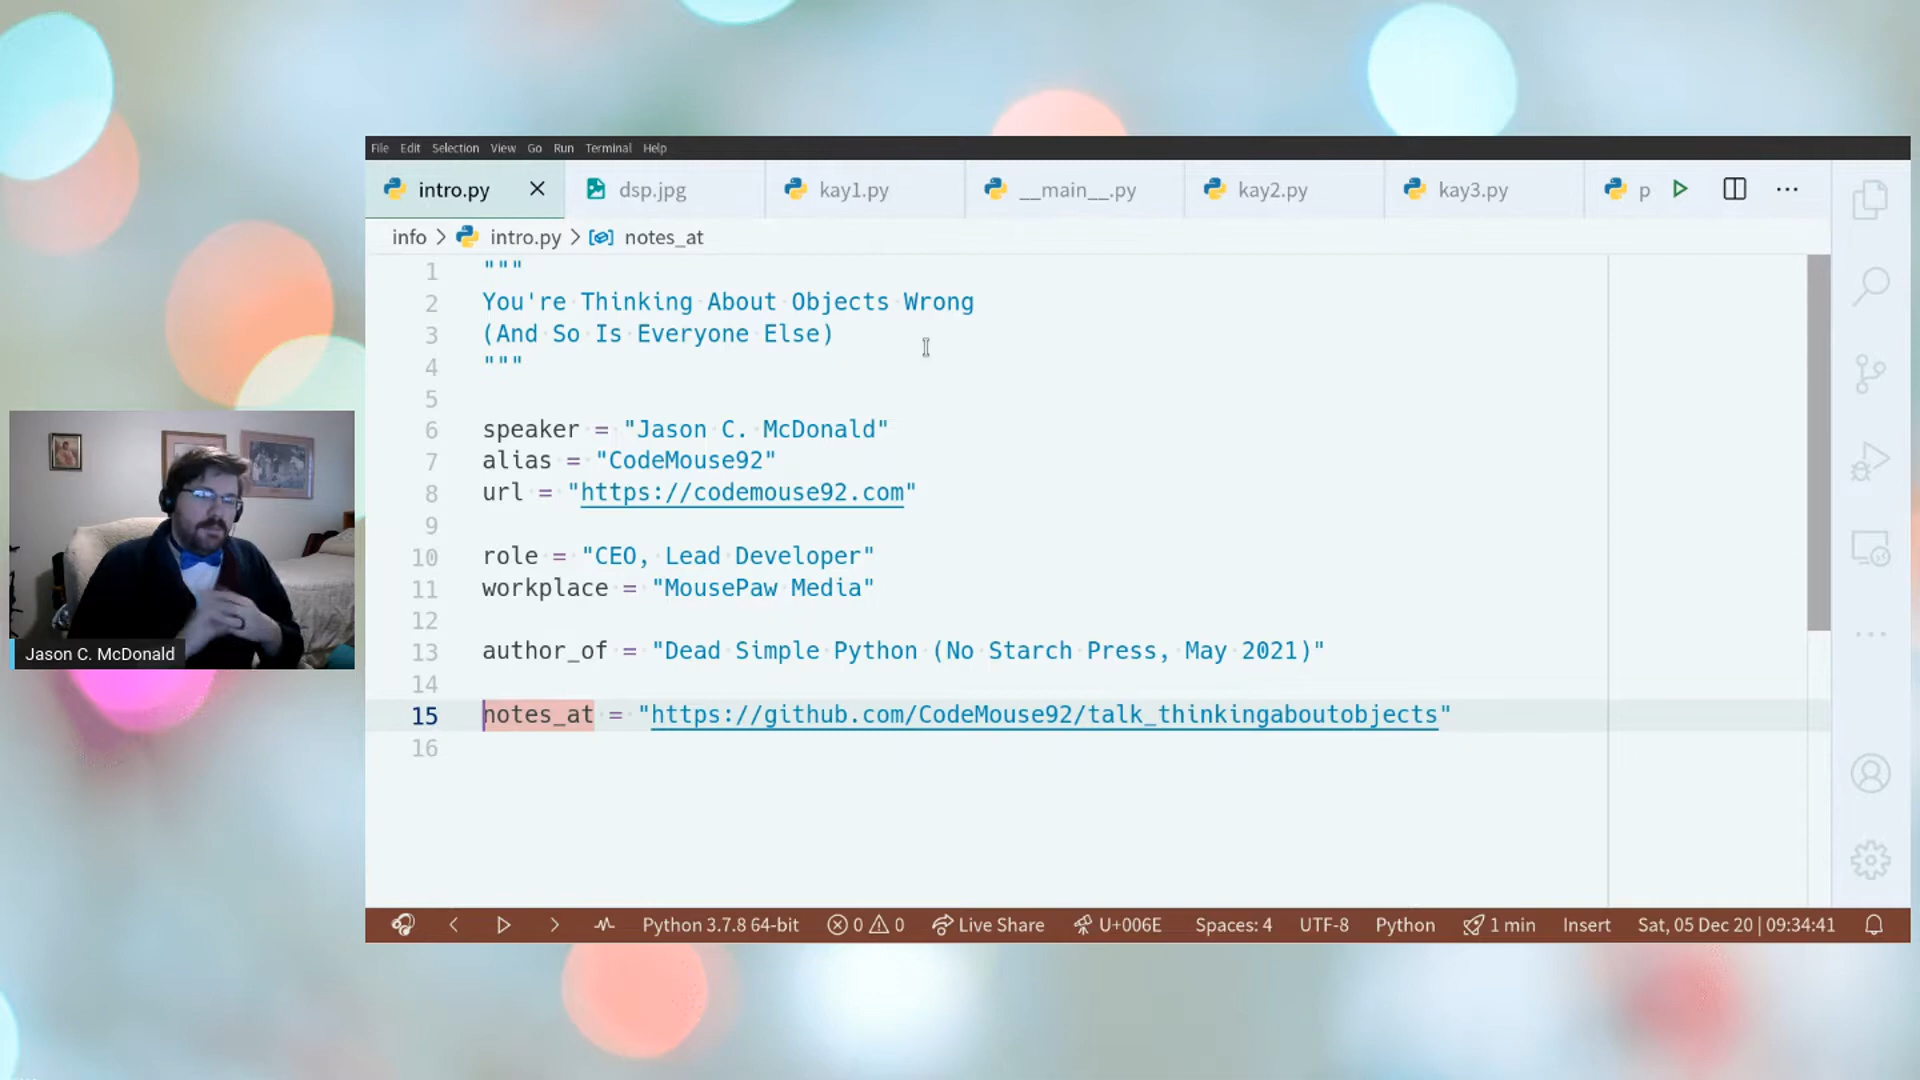 File Edit Selection View Go Run Terminal Help
intro.py dsp.jpg kay1.py __main__.py kay2.py kay3.py p
info > intro.py > notes_at
1 """
2 You're Thinking About Objects Wrong
3 (And So Is Everyone Else)
4 """
5
6 speaker = "Jason C. McDonald"
7 alias = "CodeMouse92"
8 url = "https://codemouse92.com"
9
10 role = "CEO, Lead Developer"
11 workplace = "MousePaw Media"
12
13 author_of = "Dead Simple Python (No Starch Press, May 2021)"
14
15 notes_at = "https://github.com/CodeMouse92/talk_thinkingaboutobjects"
16
Jason C. McDonald
Python 3.7.8 64-bit 0 0 Live Share U+006E Spaces: 4 UTF-8 Python 1 min Insert Sat, 05 Dec 20 | 09:34:41